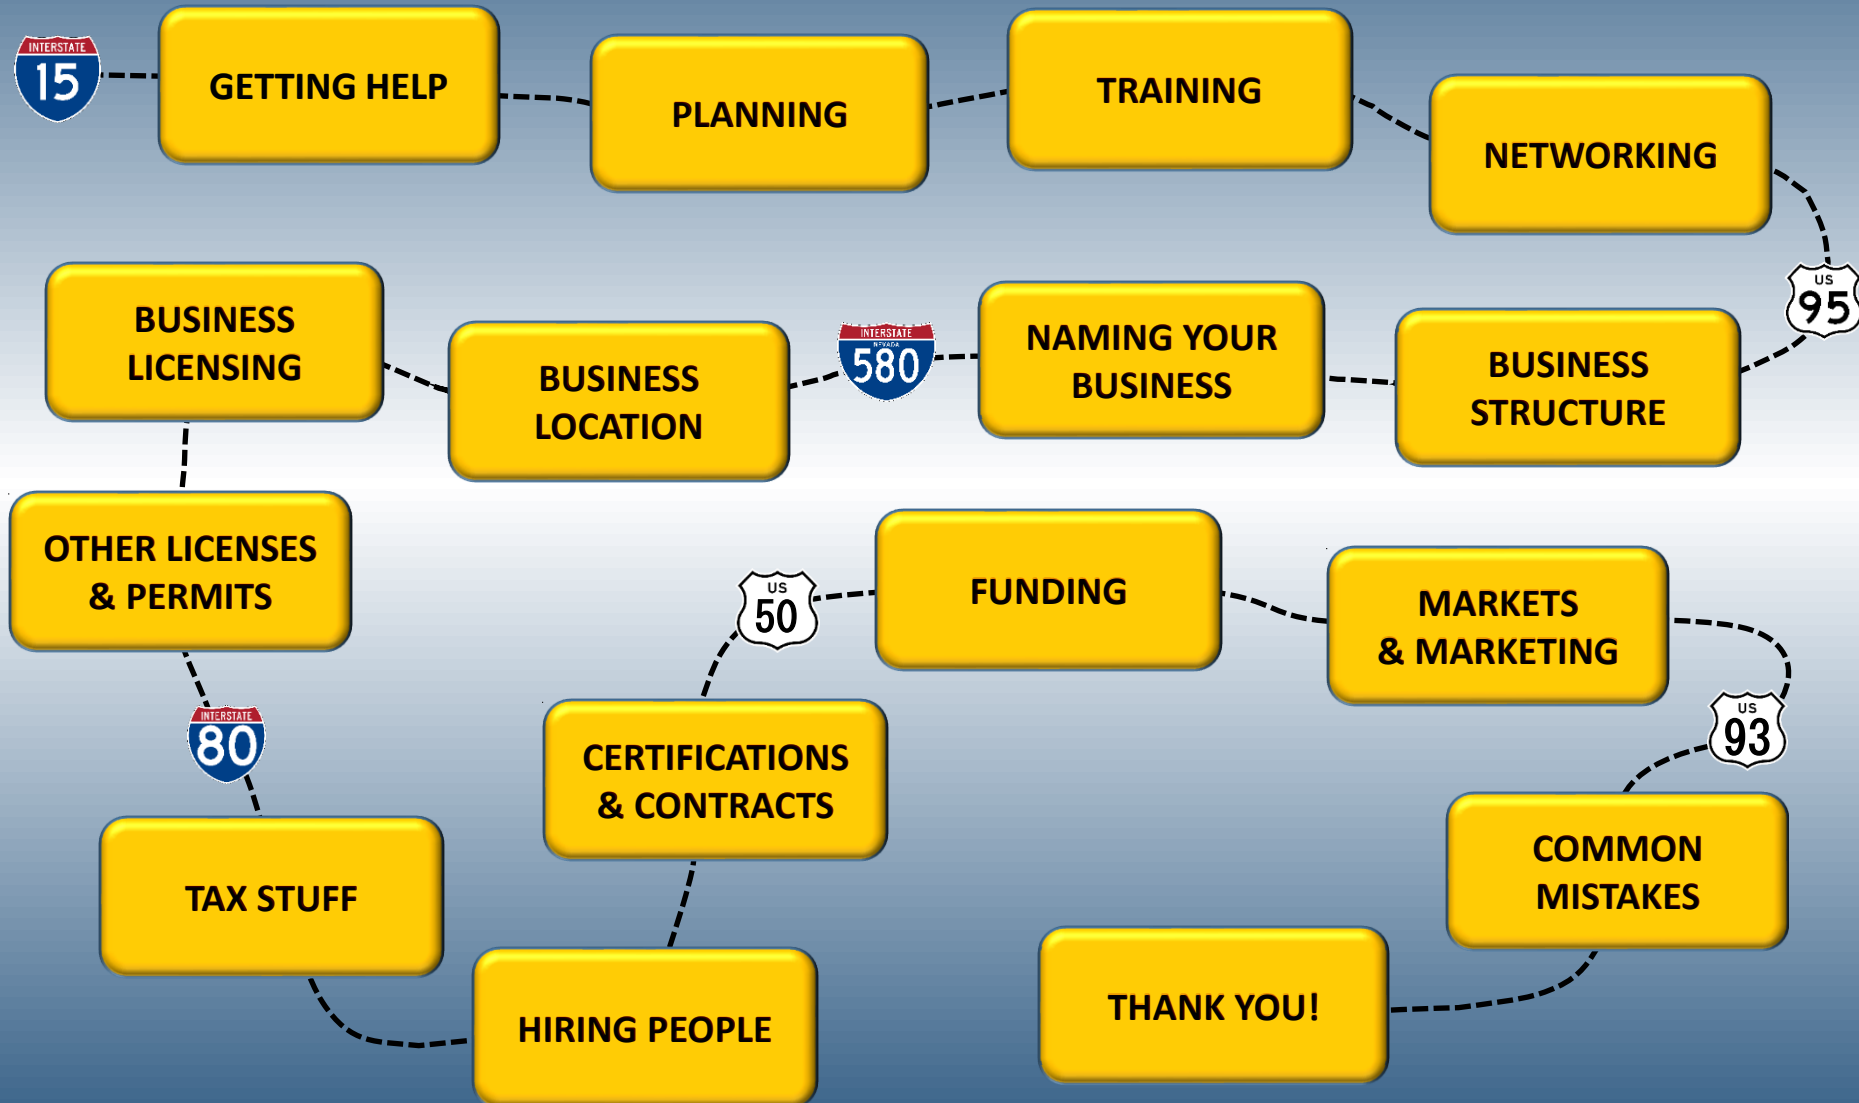 INTERSTATE
15
GETTING HELP
PLANNING
TRAINING
NETWORKING
US
95
BUSINESS
STRUCTURE
NAMING YOUR
BUSINESS
INTERSTATE
NEVADA
580
BUSINESS
LOCATION
BUSINESS
LICENSING
OTHER LICENSES
& PERMITS
INTERSTATE
80
TAX STUFF
HIRING PEOPLE
CERTIFICATIONS
& CONTRACTS
US
50
FUNDING
MARKETS
& MARKETING
US
93
COMMON
MISTAKES
THANK YOU!